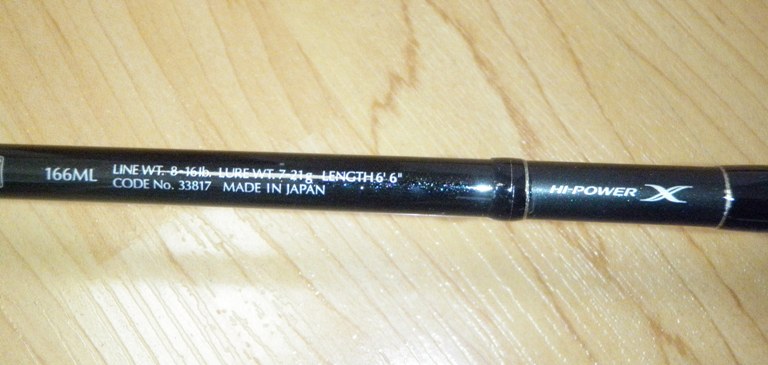 166ML
LINE WT. 8-16lb. LURE WT. 7-21g LENGTH 6' 6"
CODE No. 33817 MADE IN JAPAN
HI-POWER X